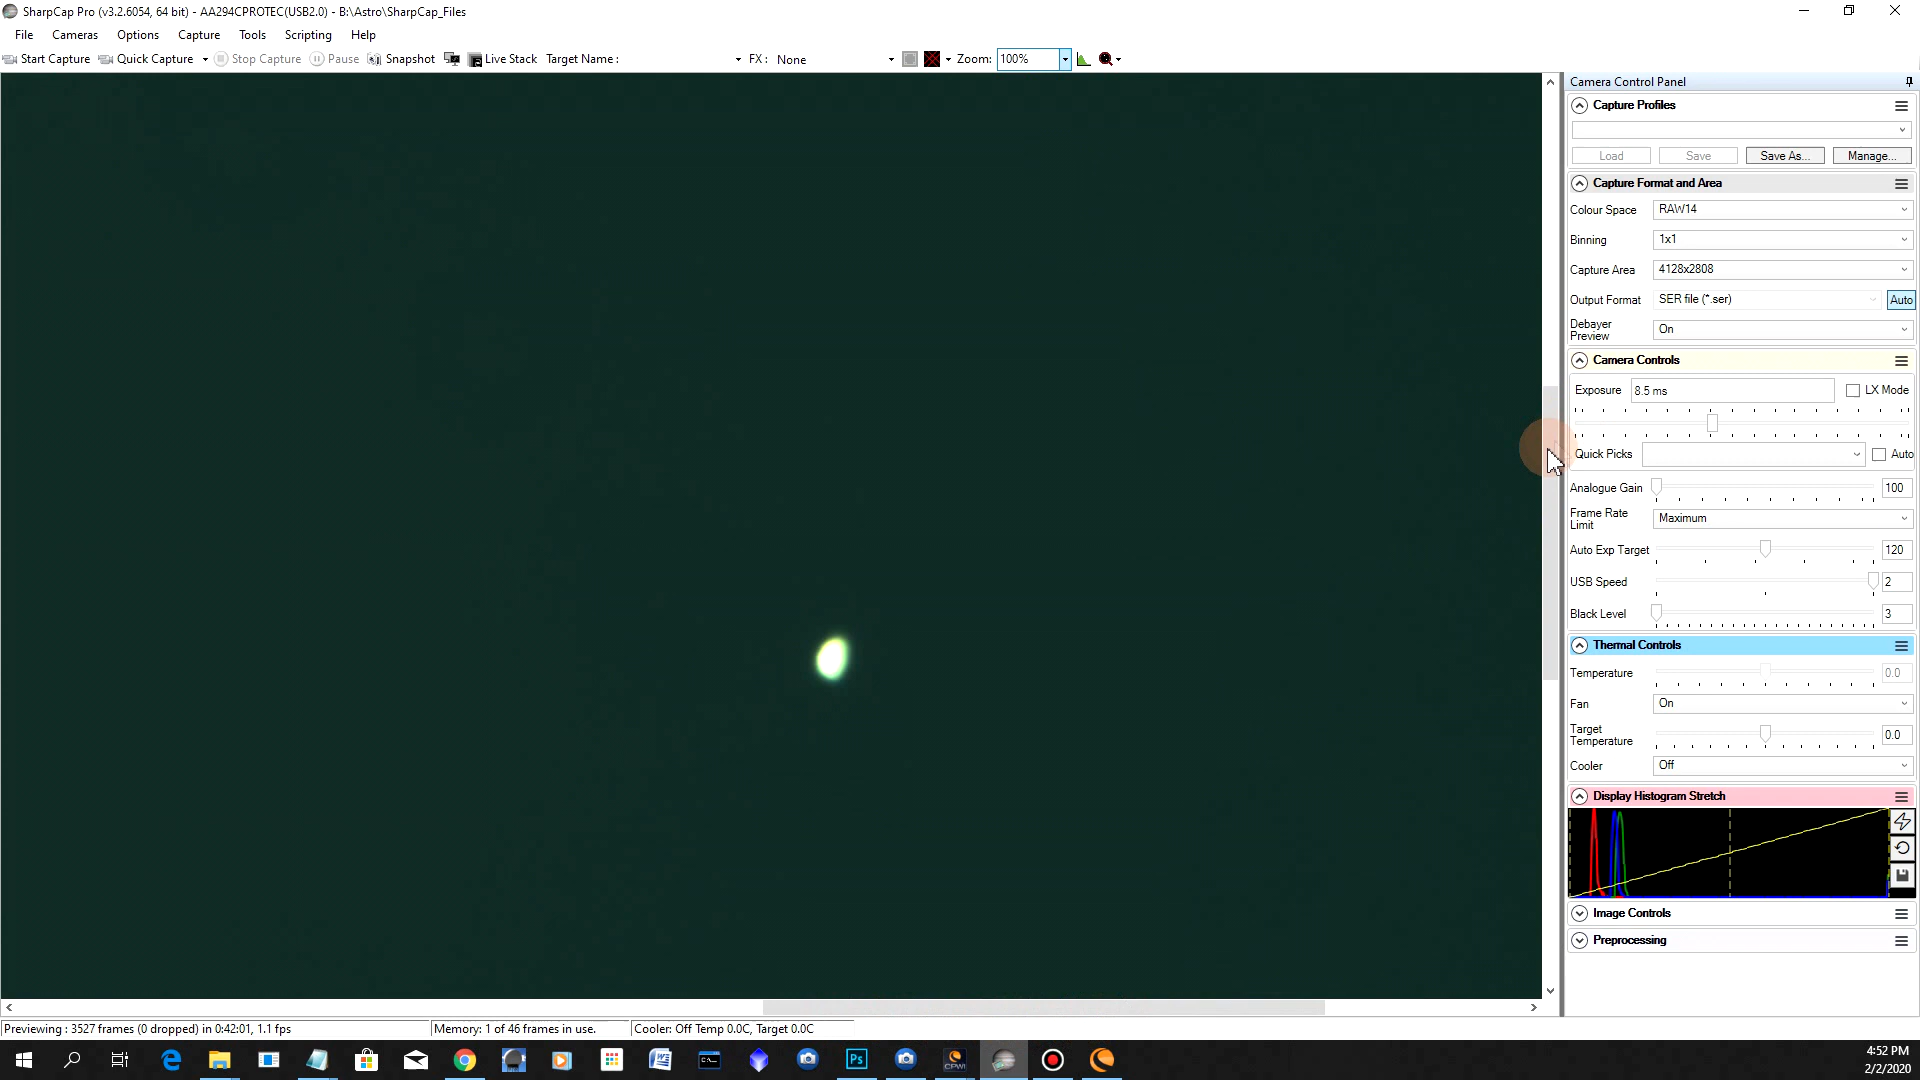 SharpCap Pro (v3.2.6054, 64 bit) - AA294CPROTEC(USB2.0) - B:\Astro\SharpCap_Files
File Cameras Options Capture Tools Scripting Help
Start Capture Quick Capture Stop Capture Pause Snapshot Live Stack Target Name : FX : None Zoom: 100%
Camera Control Panel
Capture Profiles
Load Save Save As... Manage...
Capture Format and Area
Colour Space RAW14
Binning 1x1
Capture Area 4128x2808
Output Format SER file (*.ser) Auto
Debayer
Preview On
Camera Controls
Exposure 8.5 ms LX Mode
Quick Picks Auto
Analogue Gain 100
Frame Rate
Limit Maximum
Auto Exp Target 120
USB Speed 2
Black Level 3
Thermal Controls
Temperature 0.0
Fan On
Target
Temperature 0.0
Cooler Off
Display Histogram Stretch
Image Controls
Preprocessing
Previewing : 3527 frames (0 dropped) in 0:42:01, 1.1 fps Memory: 1 of 46 frames in use. Cooler: Off Temp 0.0C, Target 0.0C
W Ps CPWI
4:52 PM
2/2/2020